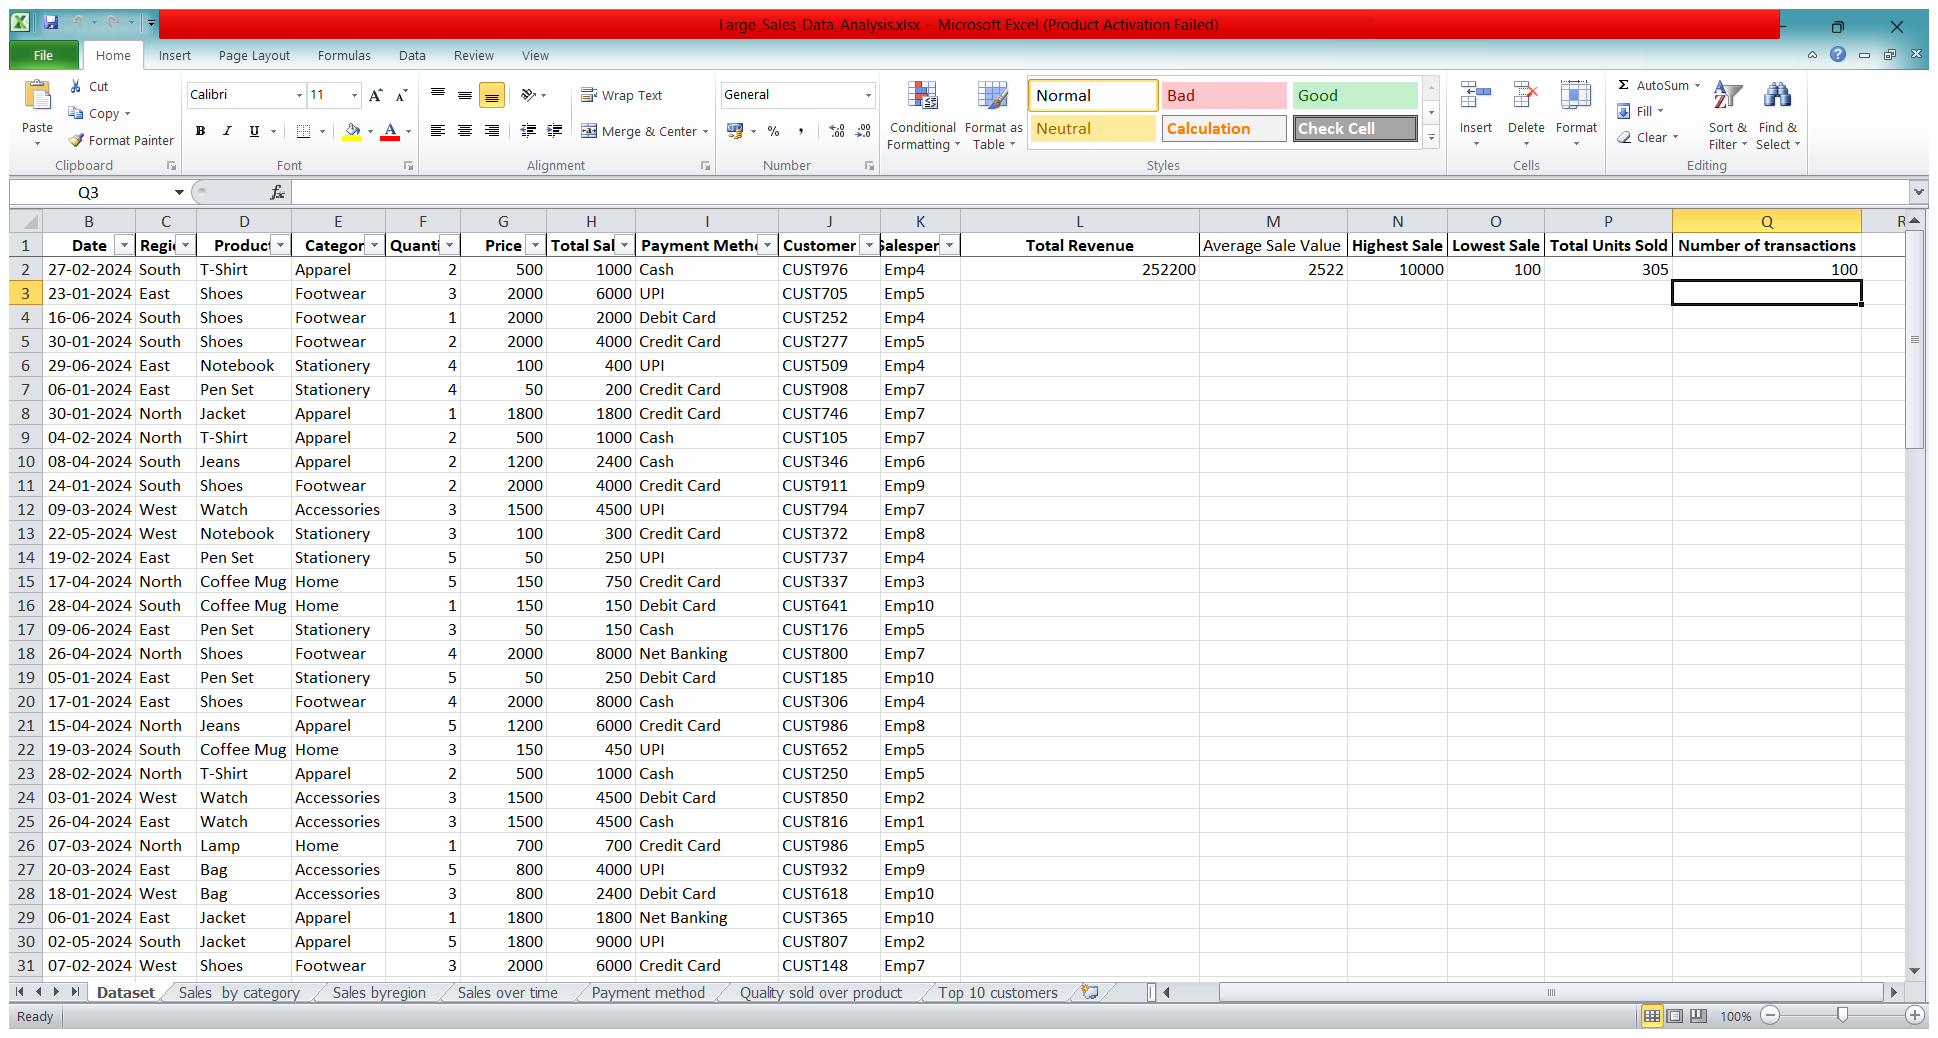 Large_Sales_Data_Analysis.xlsx - Microsoft Excel (Product Activation Failed)
File Home Insert Page Layout Formulas Data Review View
Paste Cut Copy Format Painter Clipboard
Calibri 11 B I U Font
Wrap Text Merge & Center Alignment
General % , Number
Conditional Formatting Format as Table Normal Bad Good Neutral Calculation Check Cell Styles
Insert Delete Format Cells
Σ AutoSum Fill Clear Sort & Filter Find & Select Editing
Q3 fx
B C D E F G H I J K L M N O P Q R
1 Date Regi Product Categor Quanti Price Total Sal Payment Meth Customer Salesper Total Revenue Average Sale Value Highest Sale Lowest Sale Total Units Sold Number of transactions
2 27-02-2024 South T-Shirt Apparel 2 500 1000 Cash CUST976 Emp4 252200 2522 10000 100 305 100
3 23-01-2024 East Shoes Footwear 3 2000 6000 UPI CUST705 Emp5
4 16-06-2024 South Shoes Footwear 1 2000 2000 Debit Card CUST252 Emp4
5 30-01-2024 South Shoes Footwear 2 2000 4000 Credit Card CUST277 Emp5
6 29-06-2024 East Notebook Stationery 4 100 400 UPI CUST509 Emp4
7 06-01-2024 East Pen Set Stationery 4 50 200 Credit Card CUST908 Emp7
8 30-01-2024 North Jacket Apparel 1 1800 1800 Credit Card CUST746 Emp7
9 04-02-2024 North T-Shirt Apparel 2 500 1000 Cash CUST105 Emp7
10 08-04-2024 South Jeans Apparel 2 1200 2400 Cash CUST346 Emp6
11 24-01-2024 South Shoes Footwear 2 2000 4000 Credit Card CUST911 Emp9
12 09-03-2024 West Watch Accessories 3 1500 4500 UPI CUST794 Emp7
13 22-05-2024 West Notebook Stationery 3 100 300 Credit Card CUST372 Emp8
14 19-02-2024 East Pen Set Stationery 5 50 250 UPI CUST737 Emp4
15 17-04-2024 North Coffee Mug Home 5 150 750 Credit Card CUST337 Emp3
16 28-04-2024 South Coffee Mug Home 1 150 150 Debit Card CUST641 Emp10
17 09-06-2024 East Pen Set Stationery 3 50 150 Cash CUST176 Emp5
18 26-04-2024 North Shoes Footwear 4 2000 8000 Net Banking CUST800 Emp7
19 05-01-2024 East Pen Set Stationery 5 50 250 Debit Card CUST185 Emp10
20 17-01-2024 East Shoes Footwear 4 2000 8000 Cash CUST306 Emp4
21 15-04-2024 North Jeans Apparel 5 1200 6000 Credit Card CUST986 Emp8
22 19-03-2024 South Coffee Mug Home 3 150 450 UPI CUST652 Emp5
23 28-02-2024 North T-Shirt Apparel 2 500 1000 Cash CUST250 Emp5
24 03-01-2024 West Watch Accessories 3 1500 4500 Debit Card CUST850 Emp2
25 26-04-2024 East Watch Accessories 3 1500 4500 Cash CUST816 Emp1
26 07-03-2024 North Lamp Home 1 700 700 Credit Card CUST986 Emp5
27 20-03-2024 East Bag Accessories 5 800 4000 UPI CUST932 Emp9
28 18-01-2024 West Bag Accessories 3 800 2400 Debit Card CUST618 Emp10
29 06-01-2024 East Jacket Apparel 1 1800 1800 Net Banking CUST365 Emp10
30 02-05-2024 South Jacket Apparel 5 1800 9000 UPI CUST807 Emp2
31 07-02-2024 West Shoes Footwear 3 2000 6000 Credit Card CUST148 Emp7
Dataset Sales by category Sales byregion Sales over time Payment method Quality sold over product Top 10 customers
Ready 100%